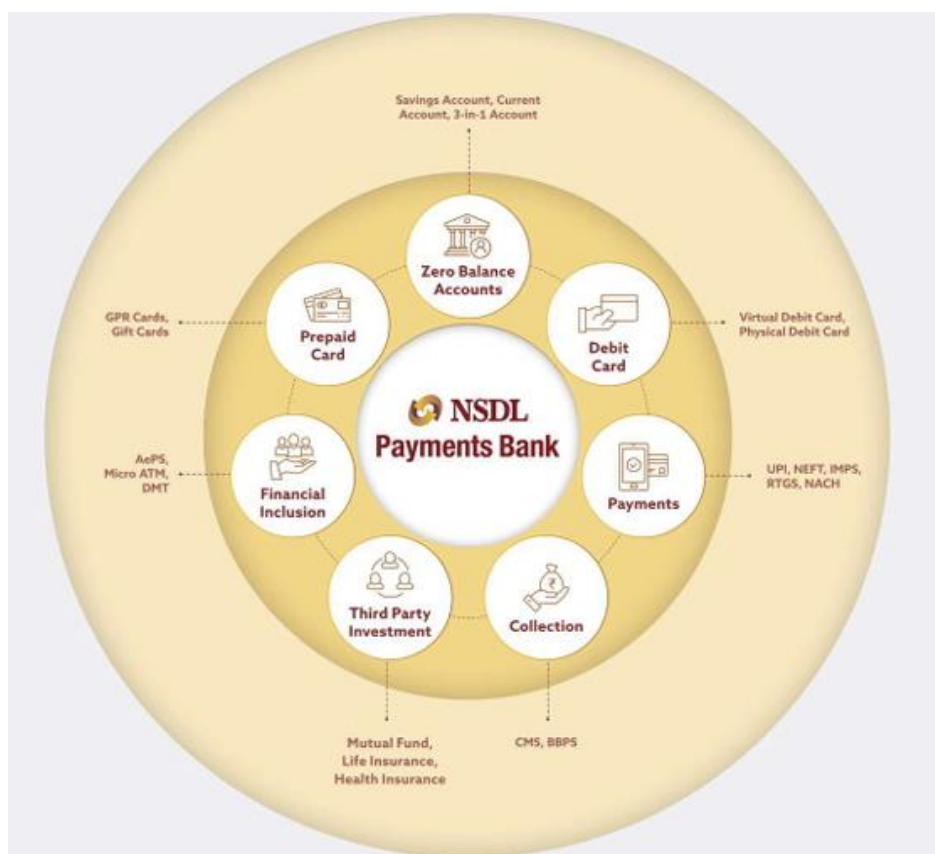 Savings Account, Current
Account, 3-in-1 Account
Zero Balance
Accounts
GPR Cards,
Gift Cards
Prepaid
Card
Debit
Card
Virtual Debit Card,
Physical Debit Card
NSDL
Payments Bank
AePS,
Micro ATM,
DMT
Financial
Inclusion
Payments
UPI, NEFT, IMPS,
RTGS, NACH
Third Party
Investment
₹
Collection
Mutual Fund,
Life Insurance,
Health Insurance
CMS, BBPS